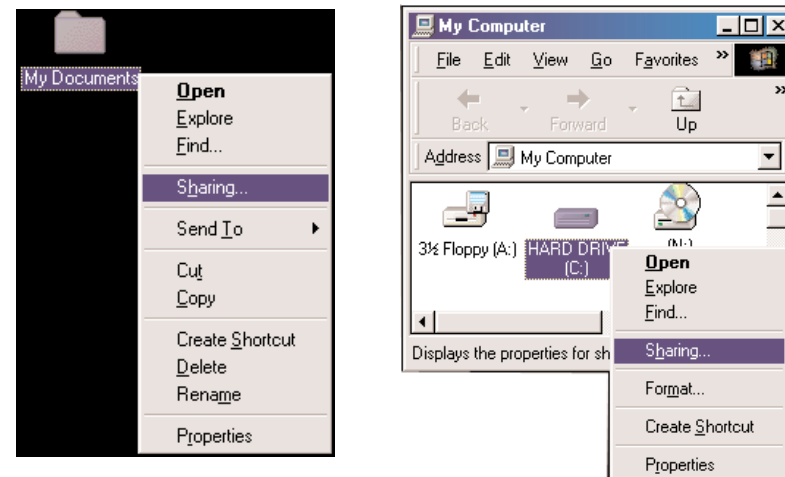 My Documents
Open
Explore
Find...
Sharing...
Send To
Cut
Copy
Create Shortcut
Delete
Rename
Properties
My Computer
File Edit View Go Favorites »
Back Forward Up »
Address My Computer
3½ Floppy (A:) HARD DRIVE (N:)
(C:)
Open
Explore
Find...
Displays the properties for sh
Sharing...
Format...
Create Shortcut
Properties